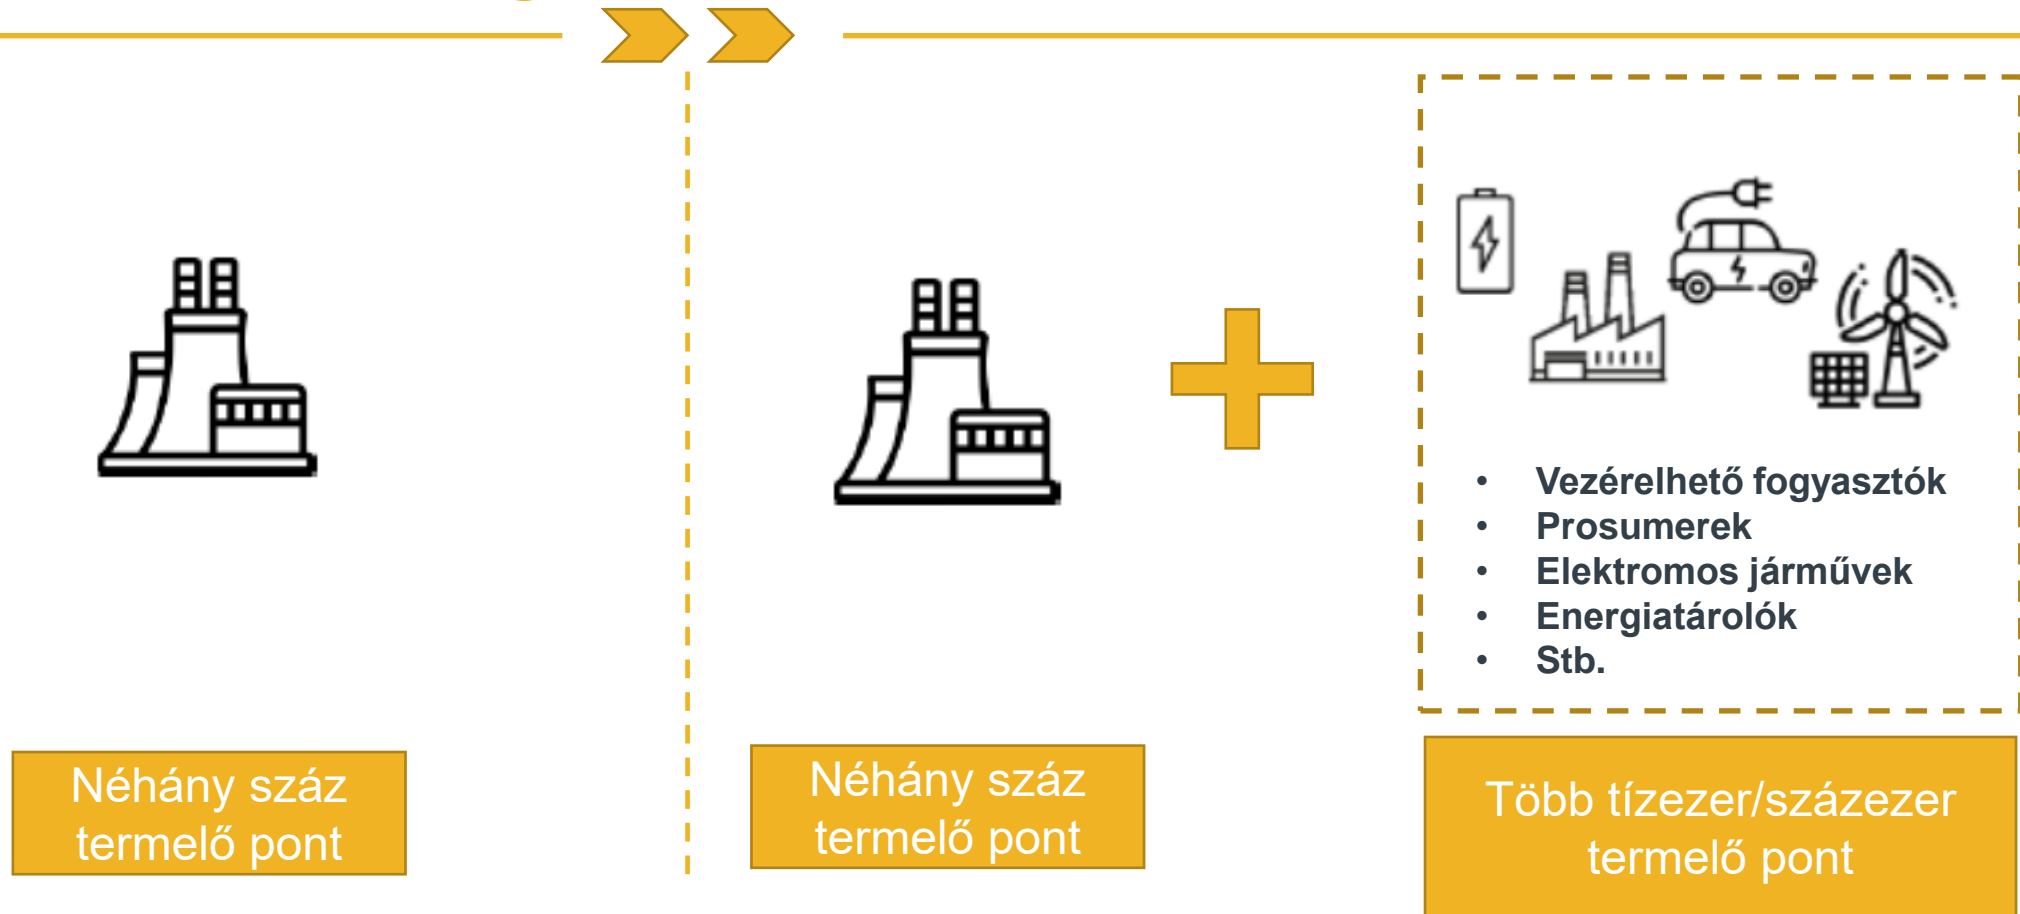 Néhány száz
termelő pont
Néhány száz
termelő pont
• Vezérelhető fogyasztók
• Prosumerek
• Elektromos járművek
• Energiatárolók
• Stb.
Több tízezer/százezer
termelő pont